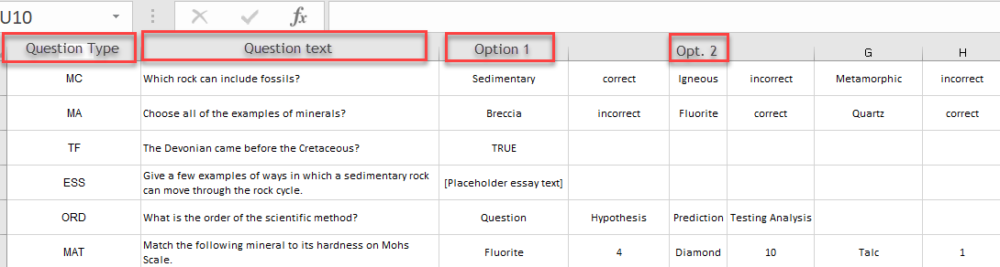 U10 fx
Question Type Question text Option 1 Opt. 2 G H
MC Which rock can include fossils? Sedimentary correct Igneous incorrect Metamorphic incorrect
MA Choose all of the examples of minerals? Breccia incorrect Fluorite correct Quartz correct
TF The Devonian came before the Cretaceous? TRUE
ESS Give a few examples of ways in which a sedimentary rock
can move through the rock cycle. [Placeholder essay text]
ORD What is the order of the scientific method? Question Hypothesis Prediction Testing Analysis
MAT Match the following mineral to its hardness on Mohs
Scale. Fluorite 4 Diamond 10 Talc 1